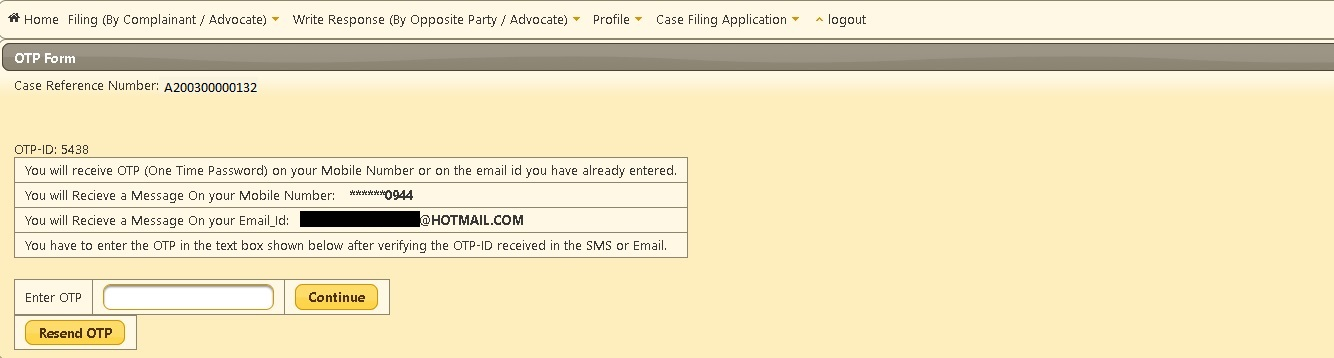 Home Filing (By Complainant / Advocate) Write Response (By Opposite Party / Advocate) Profile Case Filing Application logout
OTP Form
Case Reference Number: A200300000132
OTP-ID: 5438
You will receive OTP (One Time Password) on your Mobile Number or on the email id you have already entered.
You will Recieve a Message On your Mobile Number: ******0944
You will Recieve a Message On your Email_Id: @HOTMAIL.COM
You have to enter the OTP in the text box shown below after verifying the OTP-ID received in the SMS or Email.
Enter OTP Continue
Resend OTP